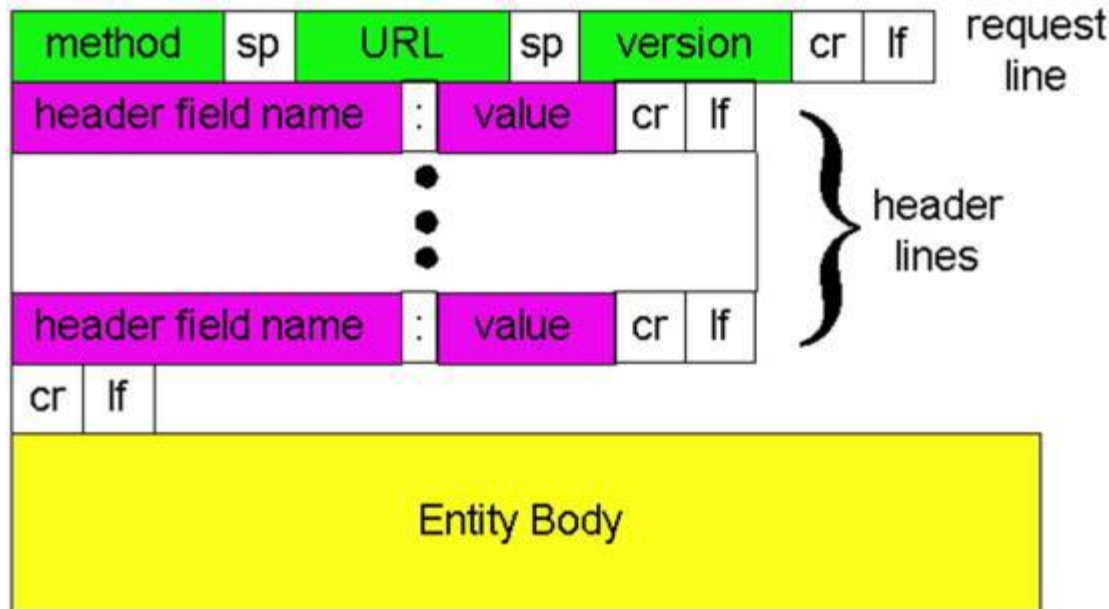 method sp URL sp version cr lf request line
header field name : value cr lf
header lines
header field name : value cr lf
cr lf
Entity Body